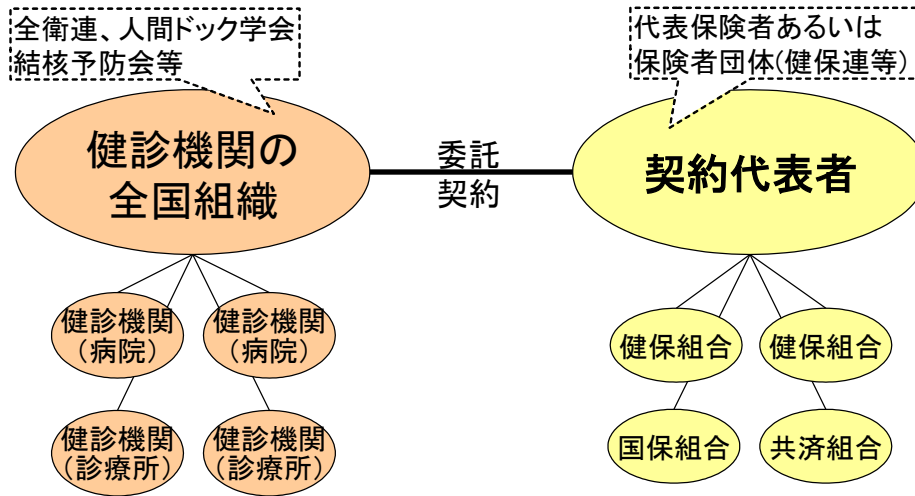 全衛連、人間ドック学会
結核予防会等
代表保険者あるいは
保険者団体(健保連等)
健診機関の
全国組織
委託
契約
契約代表者
健診機関
(病院)
健診機関
(病院)
健保組合
健保組合
健診機関
(診療所)
健診機関
(診療所)
国保組合
共済組合